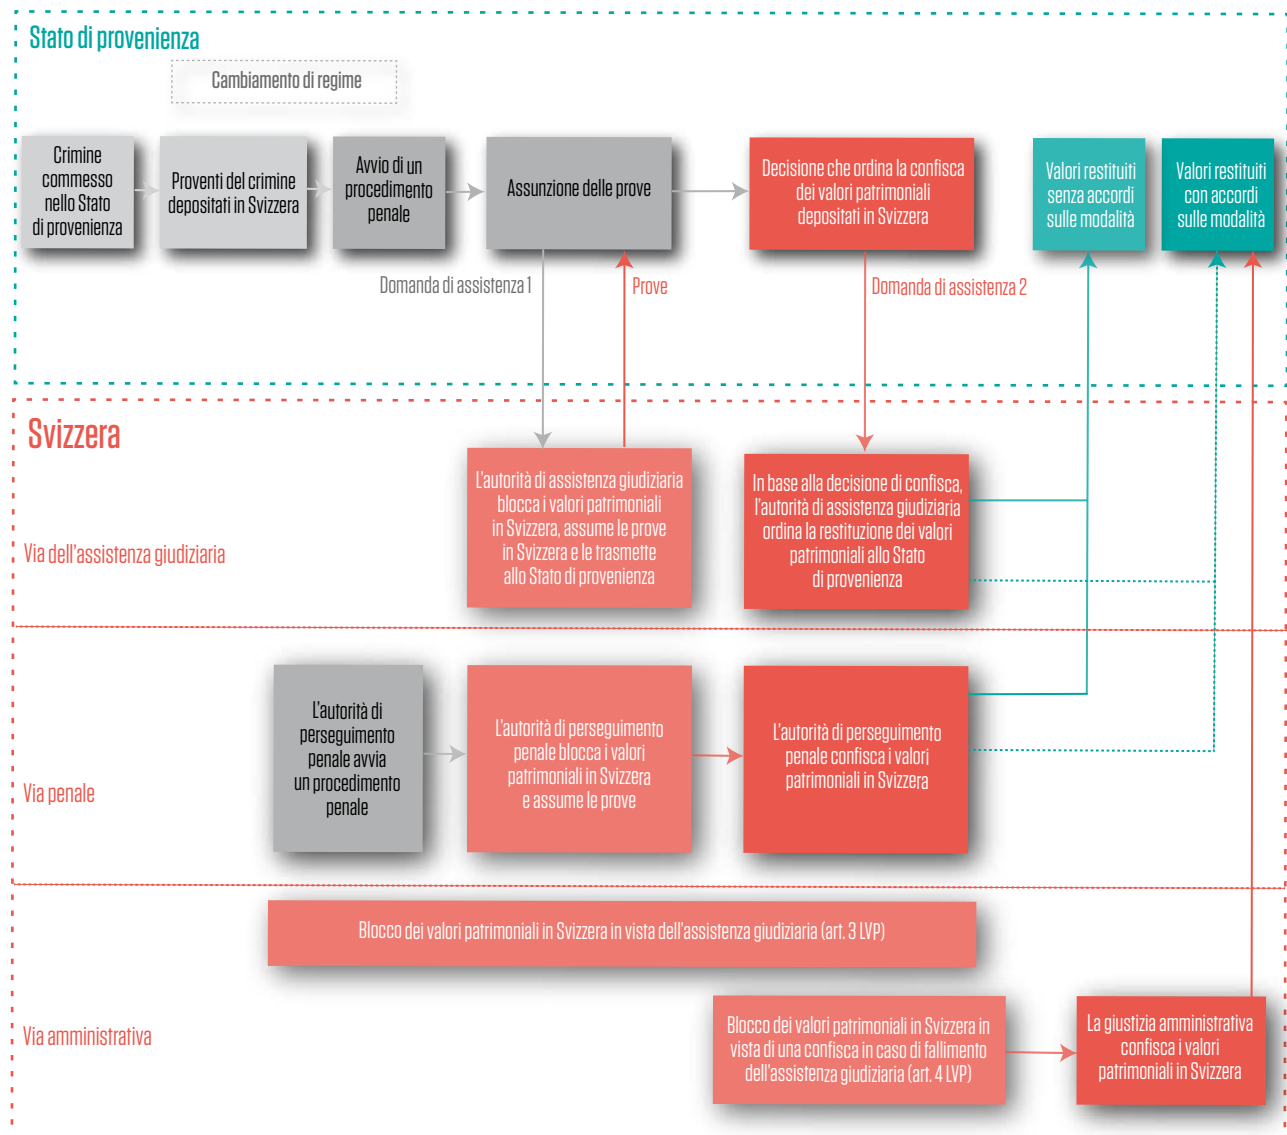 Stato di provenienza
Cambiamento di regime
Crimine
commesso
nello Stato
di provenienza
Proventi del crimine
depositati in Svizzera
Avvio di un
procedimento
penale
Assunzione delle prove
Decisione che ordina la confisca
dei valori patrimoniali
depositati in Svizzera
Valori restituiti
senza accordi
sulle modalità
Valori restituiti
con accordi
sulle modalità
Domanda di assistenza 1
Prove
Domanda di assistenza 2
Svizzera
Via dell'assistenza giudiziaria
L'autorità di assistenza giudiziaria
blocca i valori patrimoniali
in Svizzera, assume le prove
in Svizzera e le trasmette
allo Stato di provenienza
In base alla decisione di confisca,
l'autorità di assistenza giudiziaria
ordina la restituzione dei valori
patrimoniali allo Stato
di provenienza
Via penale
L'autorità di
perseguimento
penale avvia
un procedimento
penale
L'autorità di perseguimento
penale blocca i valori
patrimoniali in Svizzera
e assume le prove
L'autorità di perseguimento
penale confisca i valori
patrimoniali in Svizzera
Blocco dei valori patrimoniali in Svizzera in vista dell'assistenza giudiziaria (art. 3 LVP)
Via amministrativa
Blocco dei valori patrimoniali in Svizzera in
vista di una confisca in caso di fallimento
dell'assistenza giudiziaria (art. 4 LVP)
La giustizia amministrativa
confisca i valori
patrimoniali in Svizzera